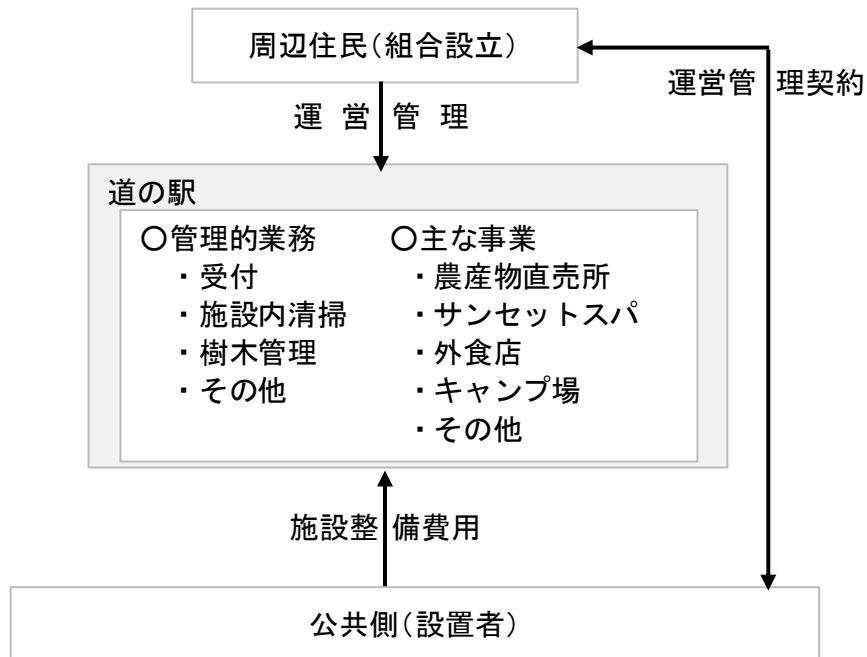 周辺住民(組合設立)
運営管理契約
運営管理
道の駅
○管理的業務
・受付
・施設内清掃
・樹木管理
・その他
○主な事業
・農産物直売所
・サンセットスパ
・外食店
・キャンプ場
・その他
施設整備費用
公共側(設置者)